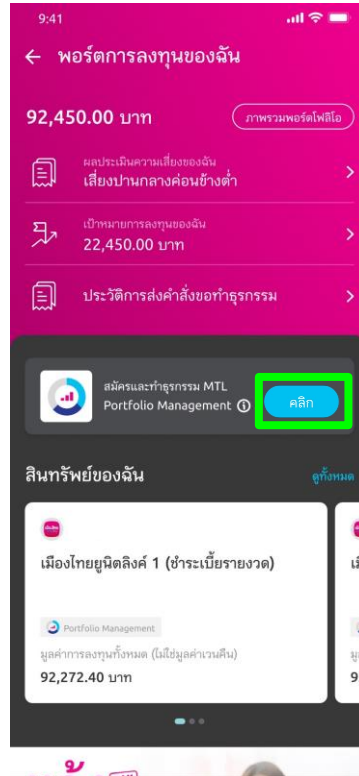 9:41
พอร์ตการลงทุนของฉัน
92,450.00 บาท
ภาพรวมพอร์ตโฟลิโอ
ผลประเมินความเสี่ยงของฉัน
เสี่ยงปานกลางค่อนข้างต่ำ
เป้าหมายการลงทุนของฉัน
22,450.00 บาท
ประวัติการส่งคำสั่งขอทำธุรกรรม
สมัครและทำธุรกรรม MTL
Portfolio Management
คลิก
สินทรัพย์ของฉัน
ดูทั้งหมด
เมืองไทยยูนิตลิงค์ 1 (ชำระเบี้ยรายงวด)
Portfolio Management
มูลค่าการลงทุนทั้งหมด (ไม่ใช่มูลค่าเวนคืน)
92,272.40 บาท